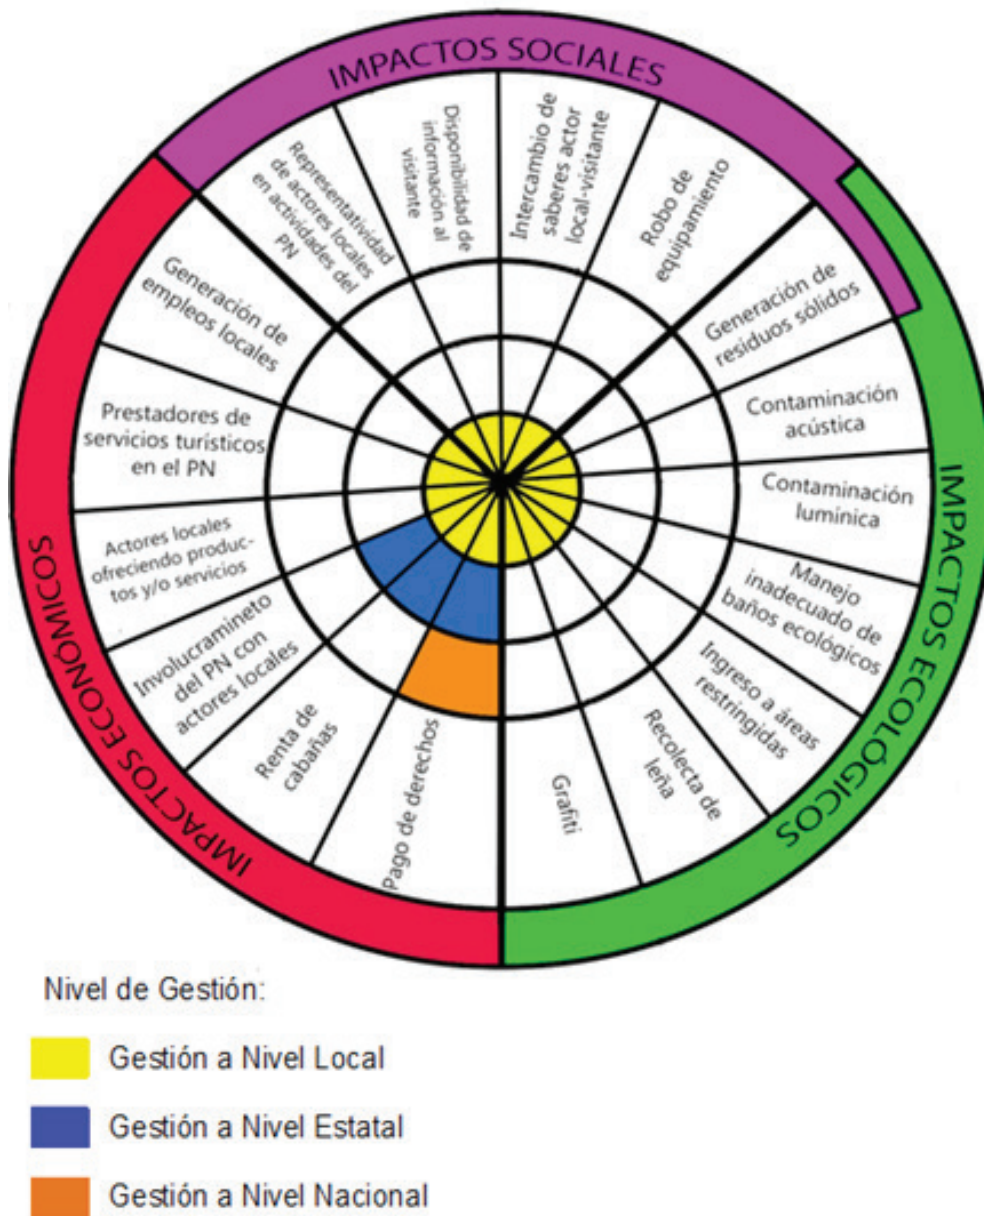 IMPACTOS SOCIALES
Representatividad
de actores locales
en actividades del
PN
Disponibilidad de
información al
visitante
Intercambio de
saberes actor
local-visitante
Robo de
equipamiento
IMPACTOS ECOLÓGICOS
Generación de
residuos sólidos
Contaminación
acústica
Contaminación
lumínica
Manejo
inadecuado de
baños ecológicos
Ingreso a áreas
restringidas
Recolecta de
leña
Grafiti
IMPACTOS ECONÓMICOS
Generación de
empleos locales
Prestadores de
servicios turísticos
en el PN
Actores locales
ofreciendo produc-
tos y/o servicios
Involucramineto
del PN con
actores locales
Renta de
cabañas
Pago de derechos
Nivel de Gestión:
Gestión a Nivel Local
Gestión a Nivel Estatal
Gestión a Nivel Nacional